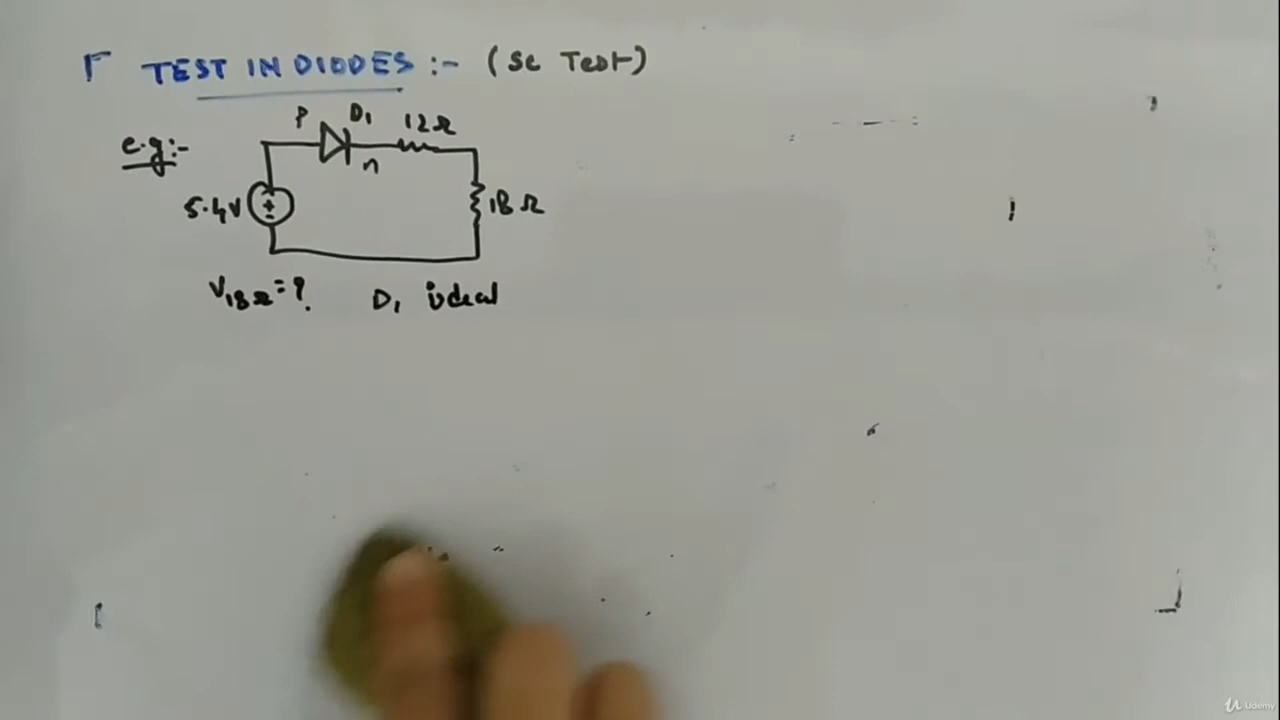 TEST IN DIODES :- (Sc Test)
e.g:-
P D1 12Ω
n
5.4V + - 18Ω
V18Ω = ? D1 ideal
Udemy